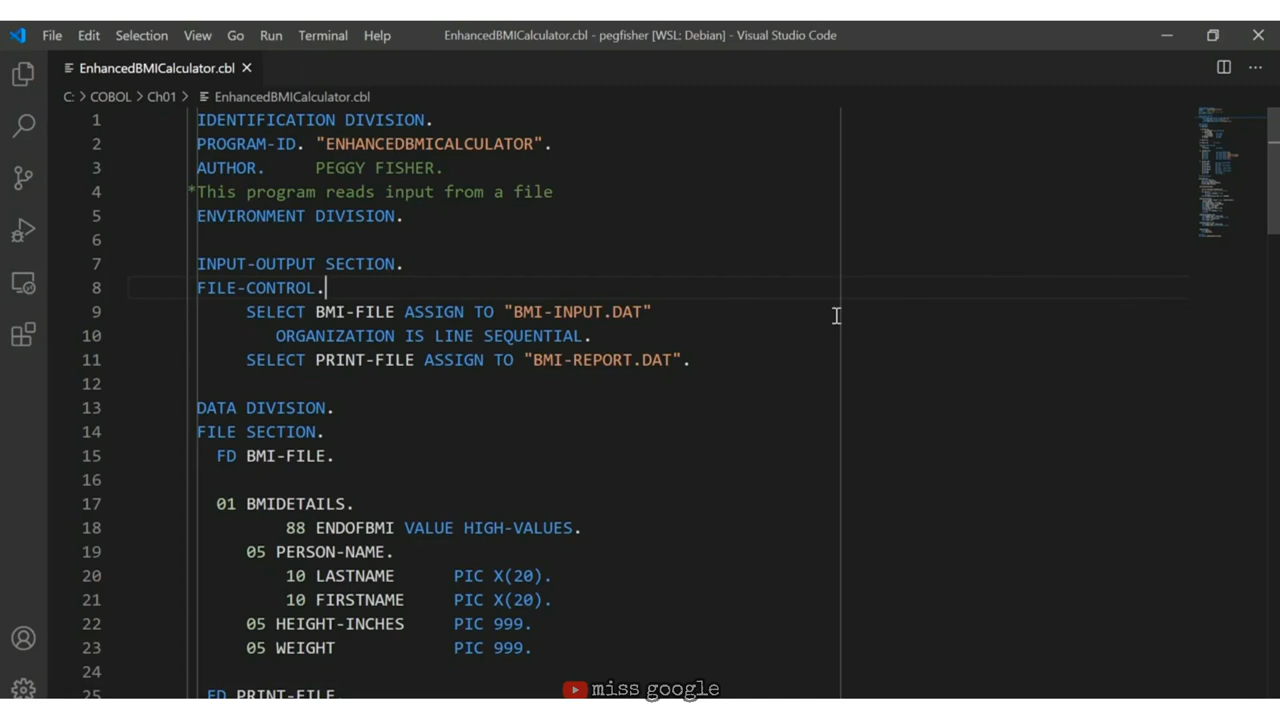 File Edit Selection View Go Run Terminal Help EnhancedBMICalculator.cbl - pegfisher [WSL: Debian] - Visual Studio Code
EnhancedBMICalculator.cbl
C: > COBOL > Ch01 > EnhancedBMICalculator.cbl
1 IDENTIFICATION DIVISION.
2 PROGRAM-ID. "ENHANCEDBMICALCULATOR".
3 AUTHOR. PEGGY FISHER.
4 *This program reads input from a file
5 ENVIRONMENT DIVISION.
6
7 INPUT-OUTPUT SECTION.
8 FILE-CONTROL.
9 SELECT BMI-FILE ASSIGN TO "BMI-INPUT.DAT"
10 ORGANIZATION IS LINE SEQUENTIAL.
11 SELECT PRINT-FILE ASSIGN TO "BMI-REPORT.DAT".
12
13 DATA DIVISION.
14 FILE SECTION.
15 FD BMI-FILE.
16
17 01 BMIDETAILS.
18 88 ENDOFBMI VALUE HIGH-VALUES.
19 05 PERSON-NAME.
20 10 LASTNAME PIC X(20).
21 10 FIRSTNAME PIC X(20).
22 05 HEIGHT-INCHES PIC 999.
23 05 WEIGHT PIC 999.
24
25 FD PRINT-FILE.
miss google